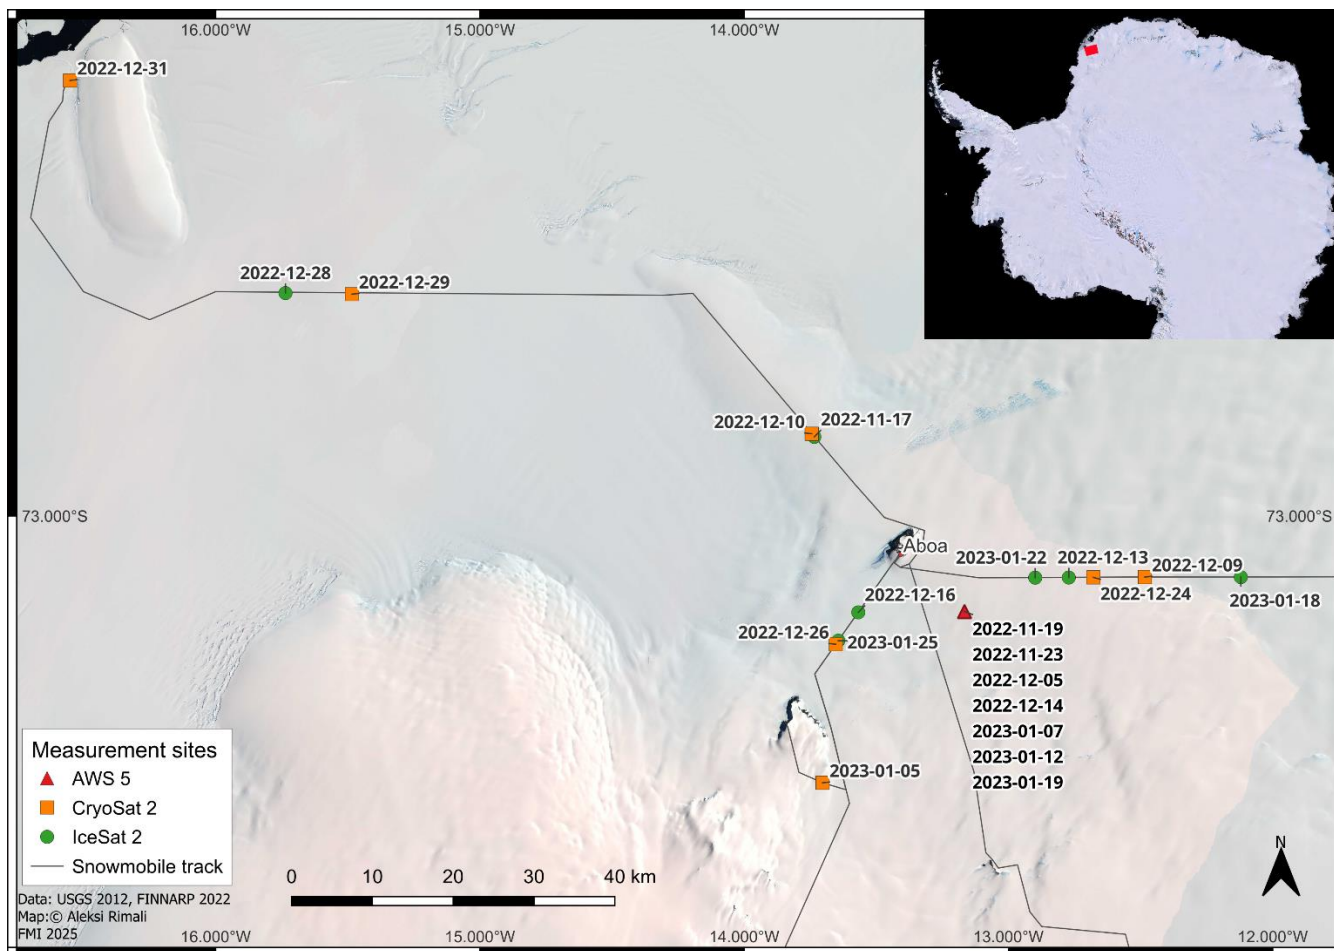 16.000°W
15.000°W
14.000°W
2022-12-31
2022-12-28
2022-12-29
2022-12-10
2022-11-17
73.000°S
73.000°S
Aboa
2023-01-22
2022-12-13
2022-12-09
2022-12-24
2023-01-18
2022-12-16
2022-12-26
2023-01-25
2022-11-19
2022-11-23
2022-12-05
2022-12-14
2023-01-07
2023-01-12
2023-01-19
2023-01-05
Measurement sites
AWS 5
CryoSat 2
IceSat 2
Snowmobile track
0 10 20 30 40 km
N
Data: USGS 2012, FINNARP 2022
Map:© Aleksi Rimali
FMI 2025
16.000°W
15.000°W
14.000°W
13.000°W
12.000°W